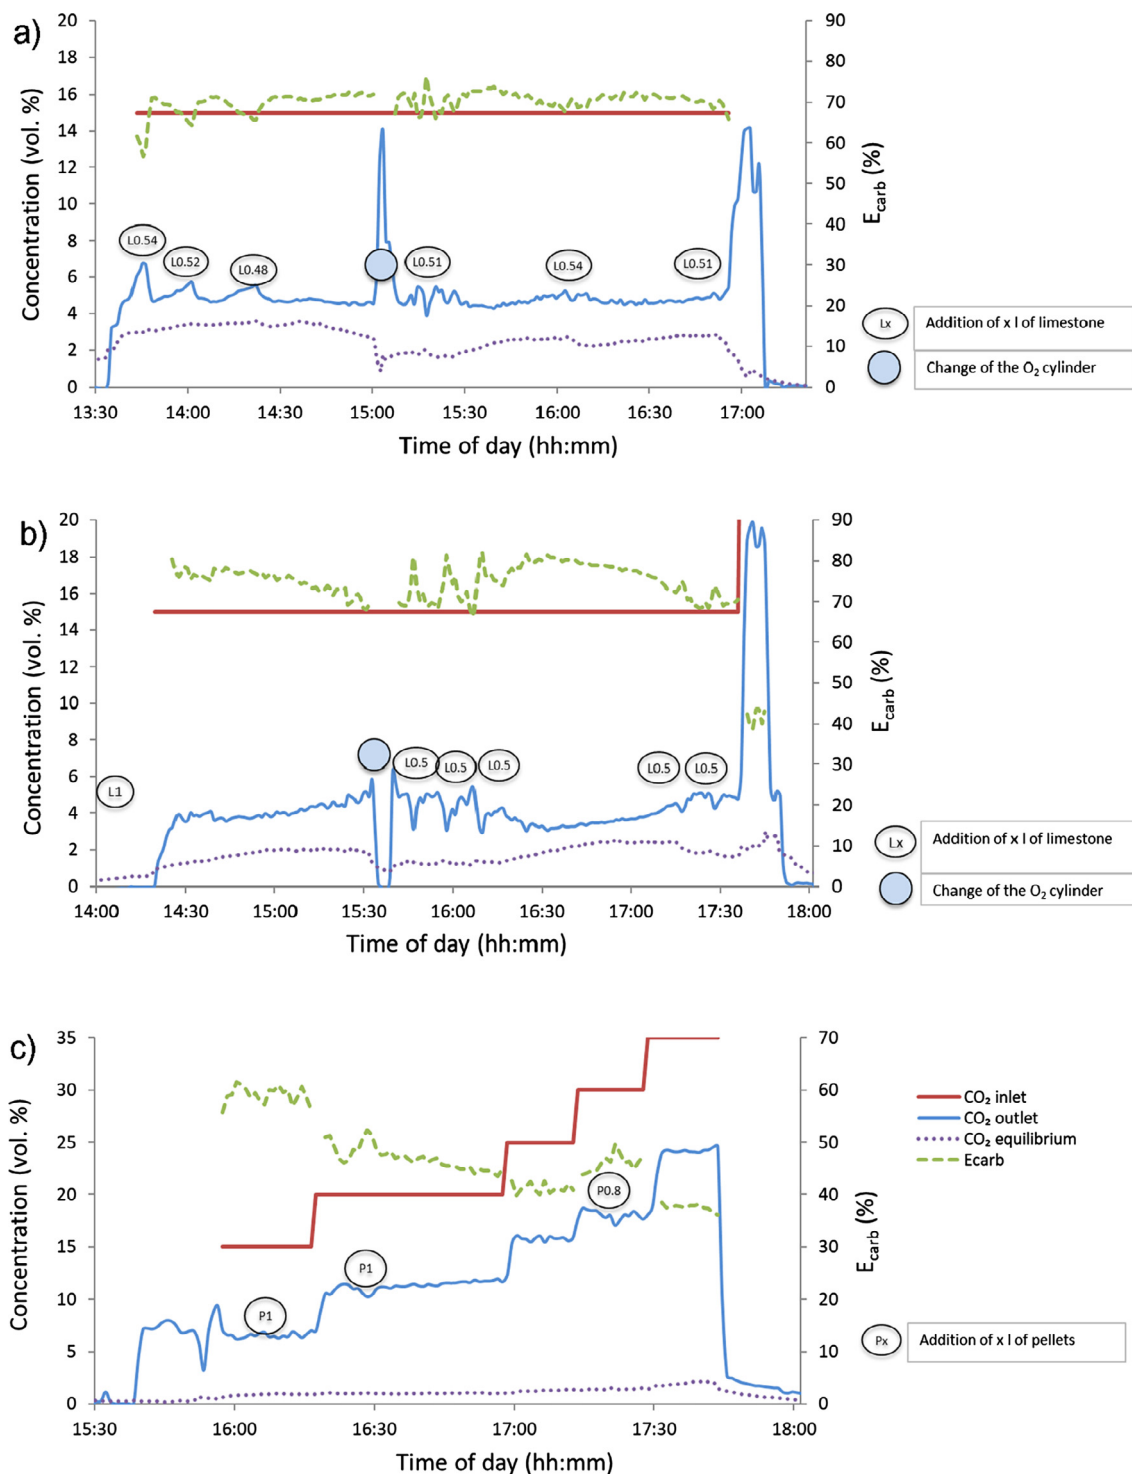 a)
20
18
16
14
12
10
8
6
4
2
0
Concentration (vol. %)
90
80
70
60
50
40
30
20
10
0
E_carb (%)
L0.54
L0.52
L0.48
L0.51
L0.54
L0.51
13:30 14:00 14:30 15:00 15:30 16:00 16:30 17:00
Time of day (hh:mm)
Lx Addition of x l of limestone
Change of the O₂ cylinder
b)
20
18
16
14
12
10
8
6
4
2
0
Concentration (vol. %)
90
80
70
60
50
40
30
20
10
0
E_carb (%)
L1
L0.5
L0.5
L0.5
L0.5
L0.5
14:00 14:30 15:00 15:30 16:00 16:30 17:00 17:30 18:00
Time of day (hh:mm)
Lx Addition of x l of limestone
Change of the O₂ cylinder
c)
35
30
25
20
15
10
5
0
Concentration (vol. %)
70
60
50
40
30
20
10
0
E_carb (%)
P1
P1
P0.8
15:30 16:00 16:30 17:00 17:30 18:00
Time of day (hh:mm)
CO₂ inlet
CO₂ outlet
CO₂ equilibrium
Ecarb
Px Addition of x l of pellets